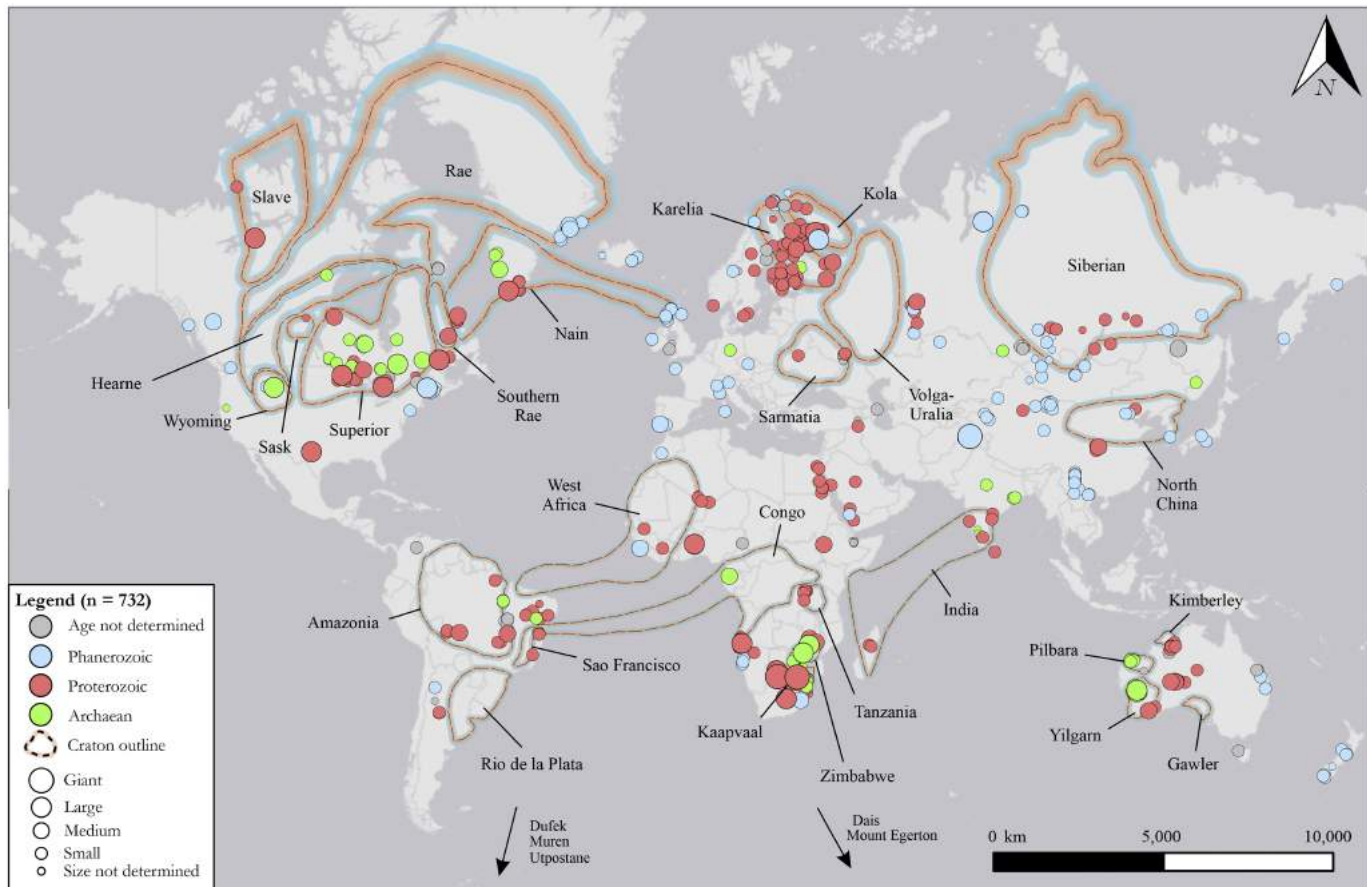 N
Slave
Rae
Karelia
Kola
Siberian
Nain
Hearne
Southern
Rae
Wyoming
Sask
Superior
Sarmatia
Volga-
Uralia
North
China
West
Africa
Congo
India
Amazonia
Sao Francisco
Kimberley
Pilbara
Tanzania
Kaapvaal
Yilgarn
Gawler
Rio de la Plata
Zimbabwe
Dufek
Muren
Utpostane
Dais
Mount Egerton
0 km
5,000
10,000
Legend (n = 732)
Age not determined
Phanerozoic
Proterozoic
Archaean
Craton outline
Giant
Large
Medium
Small
Size not determined